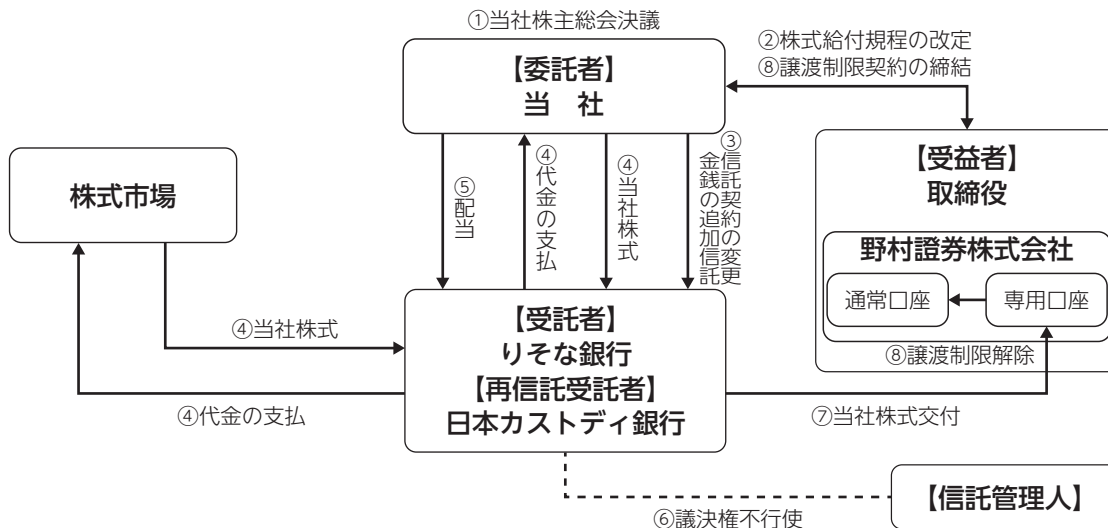 ①当社株主総会決議
【委託者】
当　社
②株式給付規程の改定
⑧譲渡制限契約の締結
【受益者】
取締役
野村證券株式会社
通常口座
専用口座
⑧譲渡制限解除
株式市場
⑤配当
④代金の支払
④当社株式
③信託契約の変更
金銭の追加信託
④当社株式
④代金の支払
【受託者】
りそな銀行
【再信託受託者】
日本カストディ銀行
⑦当社株式交付
⑥議決権不行使
【信託管理人】